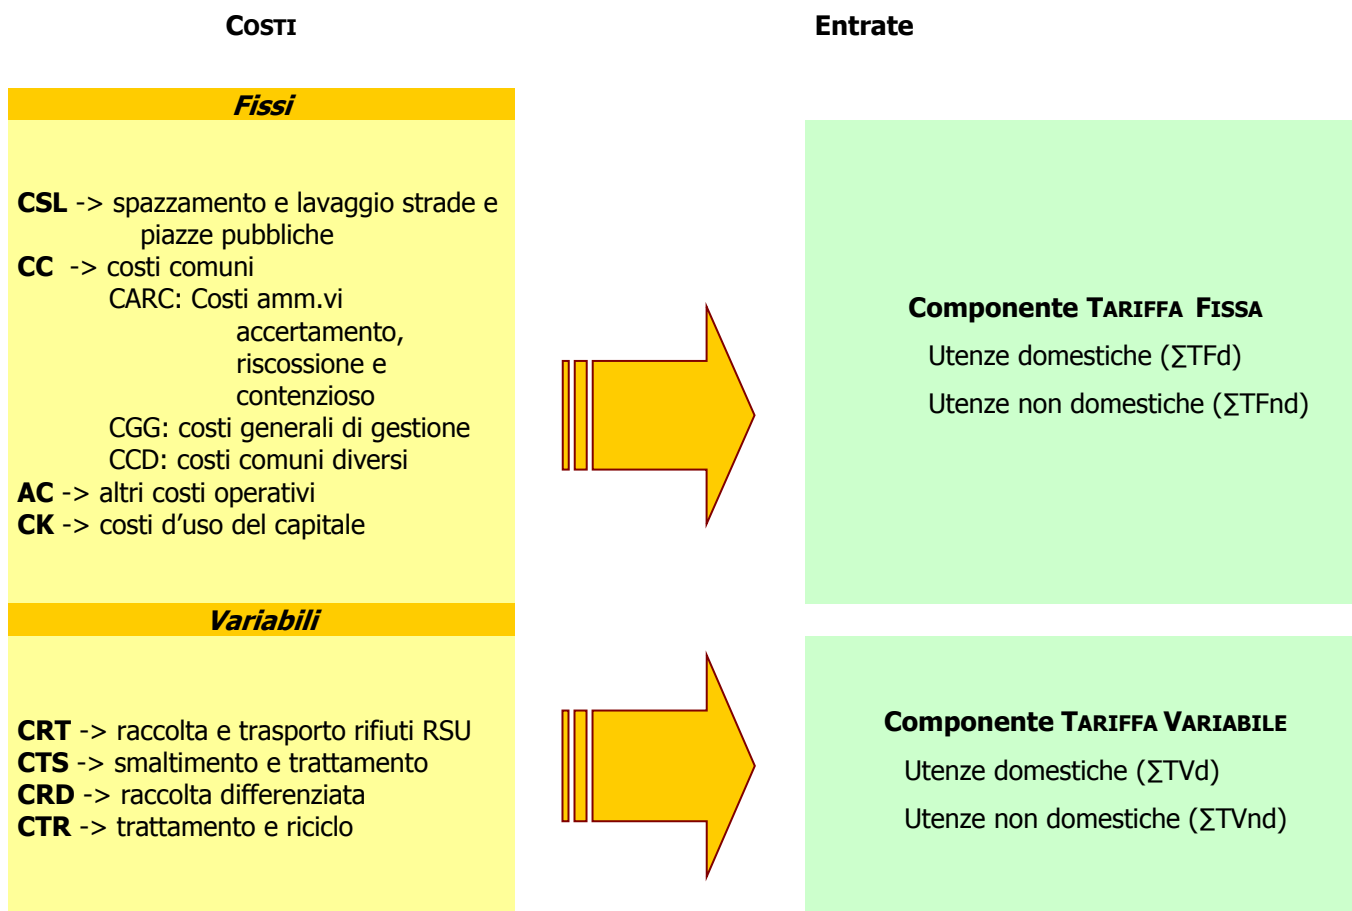 COSTI
Entrate
Fissi
CSL -> spazzamento e lavaggio strade e
piazze pubbliche
CC -> costi comuni
CARC: Costi amm.vi
accertamento,
riscossione e
contenzioso
CGG: costi generali di gestione
CCD: costi comuni diversi
AC -> altri costi operativi
CK -> costi d’uso del capitale
Componente TARIFFA FISSA
Utenze domestiche (∑TFd)
Utenze non domestiche (∑TFnd)
Variabili
CRT -> raccolta e trasporto rifiuti RSU
CTS -> smaltimento e trattamento
CRD -> raccolta differenziata
CTR -> trattamento e riciclo
Componente TARIFFA VARIABILE
Utenze domestiche (∑TVd)
Utenze non domestiche (∑TVnd)